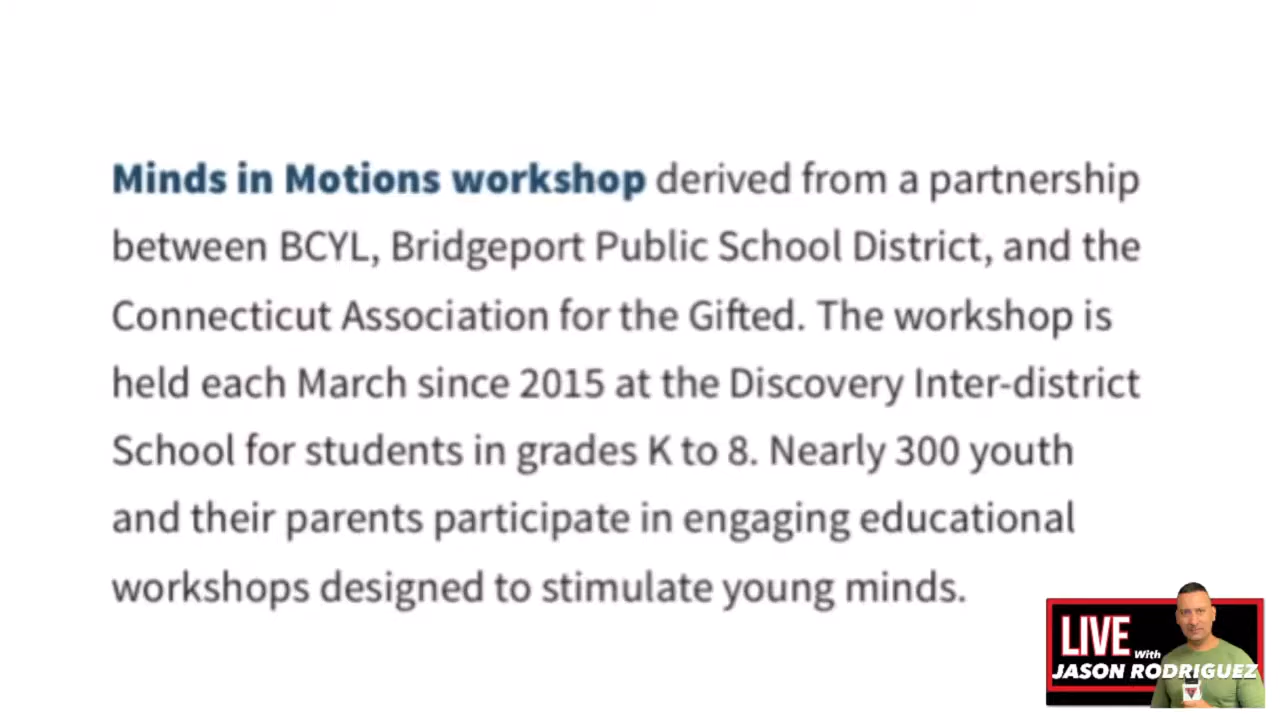 Minds in Motions workshop derived from a partnership
between BCYL, Bridgeport Public School District, and the
Connecticut Association for the Gifted. The workshop is
held each March since 2015 at the Discovery Inter-district
School for students in grades K to 8. Nearly 300 youth
and their parents participate in engaging educational
workshops designed to stimulate young minds.
LIVE
With
JASON RODRIGUEZ